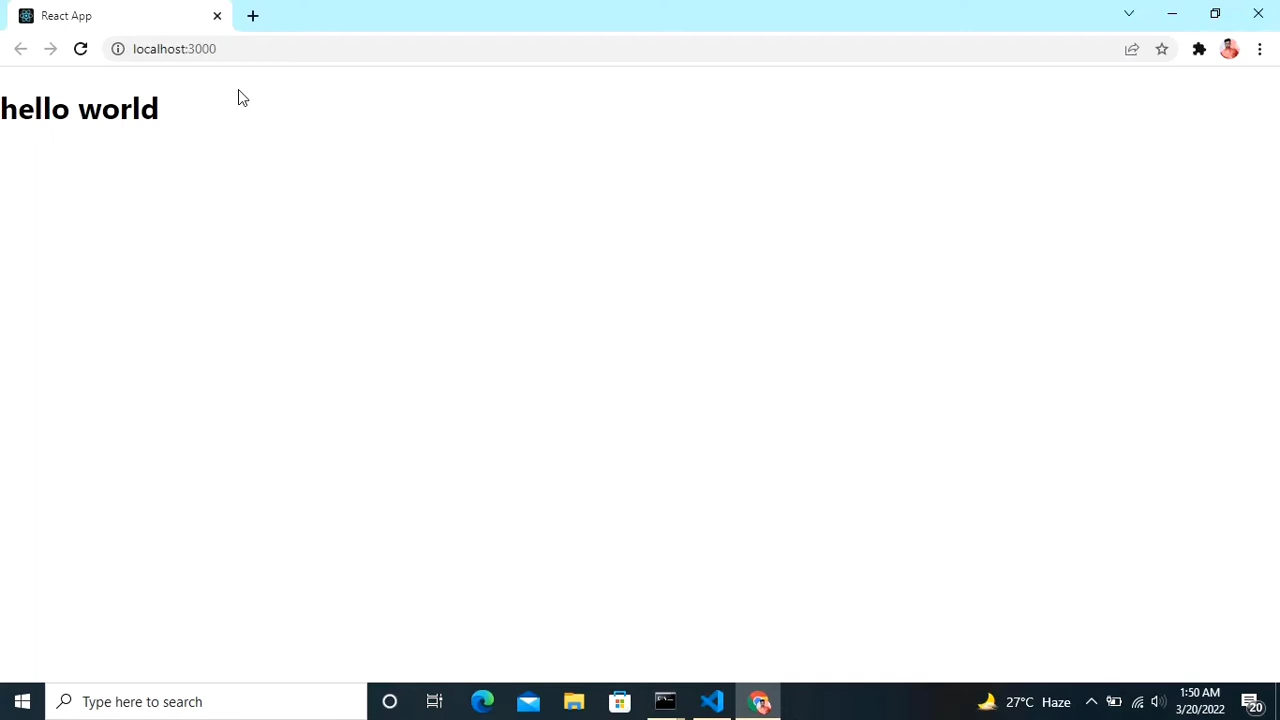 React App
localhost:3000
hello world
Type here to search
27°C Haze
1:50 AM
3/20/2022
20